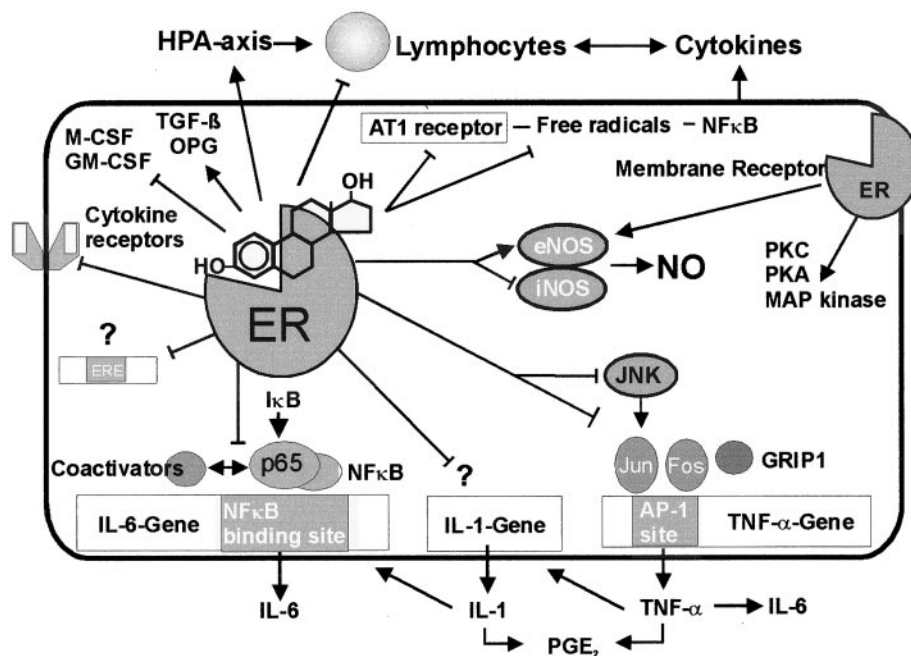 HPA-axis
Lymphocytes
Cytokines
M-CSF
GM-CSF
TGF-ß
OPG
AT1 receptor
Free radicals
NFκB
Membrane Receptor
ER
OH
Cytokine
receptors
HO
eNOS
iNOS
NO
PKC
PKA
MAP kinase
ER
?
ERE
JNK
IκB
Coactivators
p65
NFκB
?
Jun
Fos
GRIP1
IL-6-Gene
NFκB
binding site
IL-1-Gene
AP-1
site
TNF-α-Gene
IL-6
IL-1
TNF-α
IL-6
PGE₂